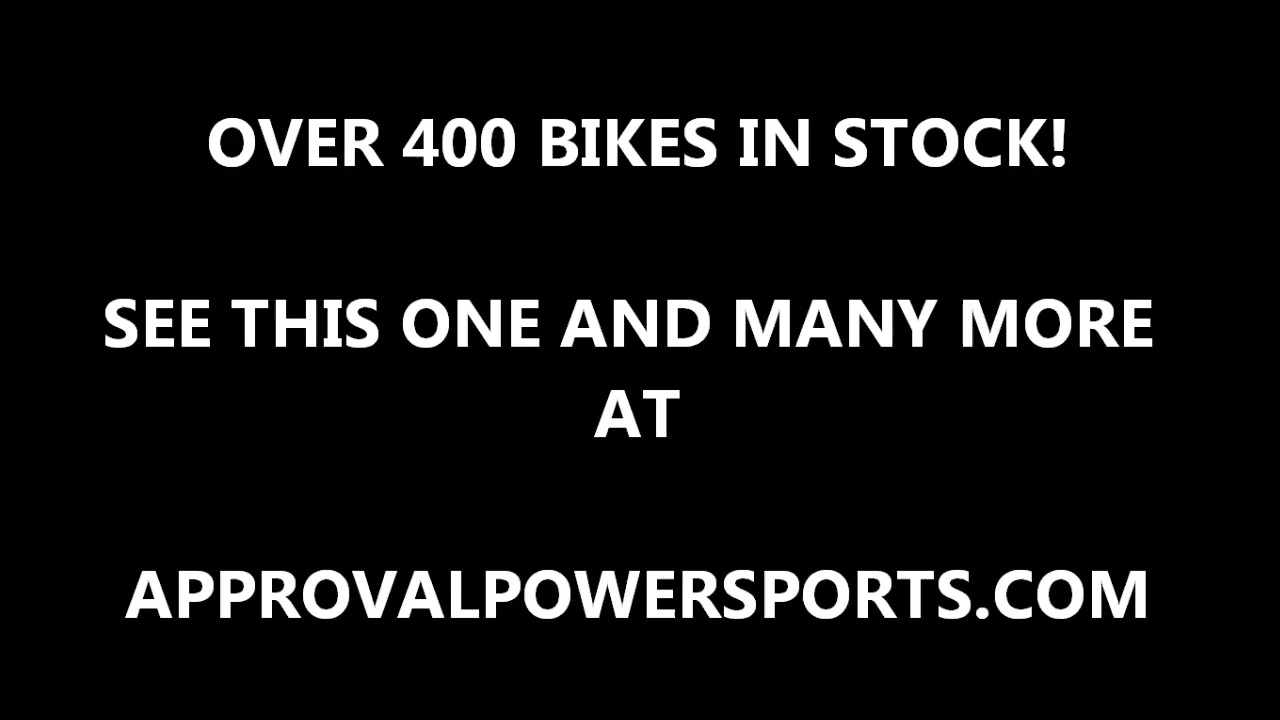 OVER 400 BIKES IN STOCK!
SEE THIS ONE AND MANY MORE
AT
APPROVALPOWERSPORTS.COM